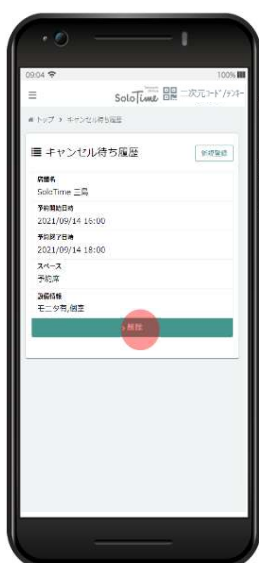 09:04 100%
SoloTime 二次元コード/テンキー
トップ > キャンセル待ち履歴
キャンセル待ち履歴 新規登録
店舗名
SoloTime 三島
予約開始日時
2021/09/14 16:00
予約終了日時
2021/09/14 18:00
スペース
予約席
設備情報
モニタ有,個室
解除